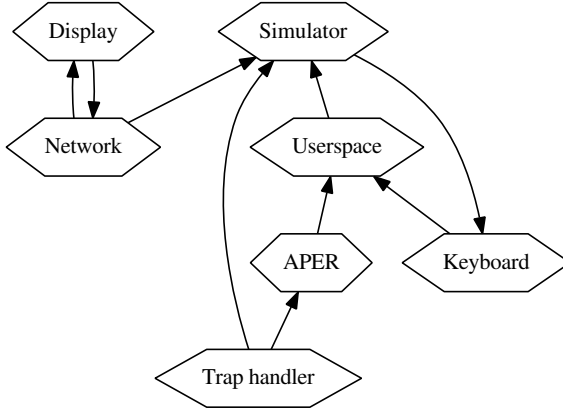 Display
Simulator
Network
Userspace
APER
Keyboard
Trap handler